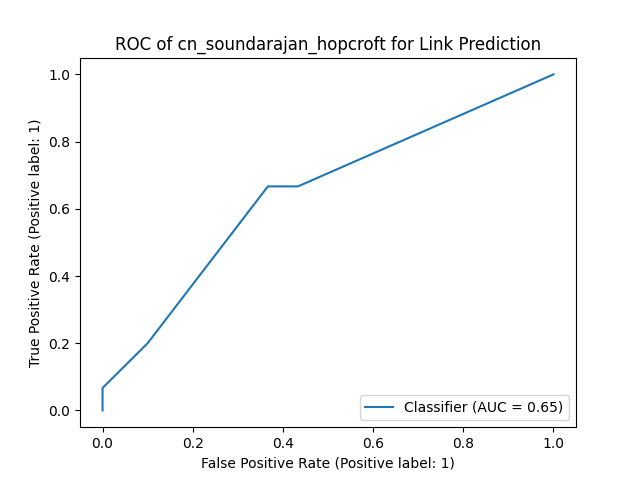 ROC of cn_soundarajan_hopcroft for Link Prediction
True Positive Rate (Positive label: 1)
1.0
0.8
0.6
0.4
0.2
0.0
Classifier (AUC = 0.65)
0.0 0.2 0.4 0.6 0.8 1.0
False Positive Rate (Positive label: 1)